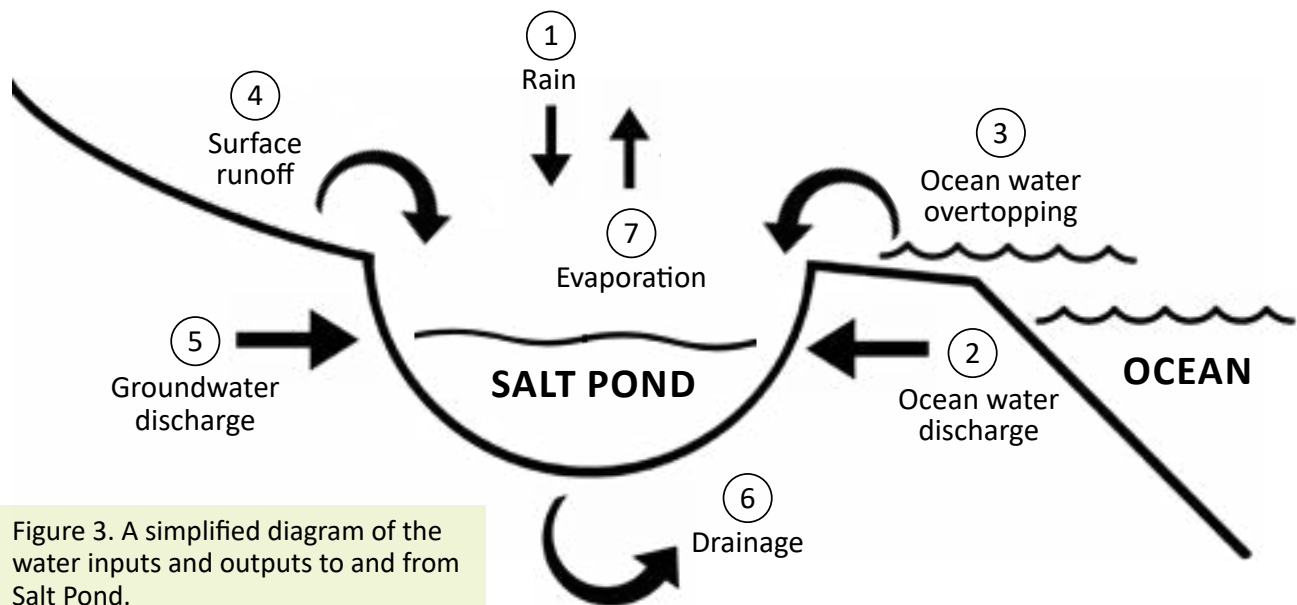 1
Rain
4
Surface
runoff
3
Ocean water
overtopping
7
Evaporation
5
Groundwater
discharge
SALT POND
2
Ocean water
discharge
OCEAN
6
Drainage
Figure 3. A simplified diagram of the
water inputs and outputs to and from
Salt Pond.